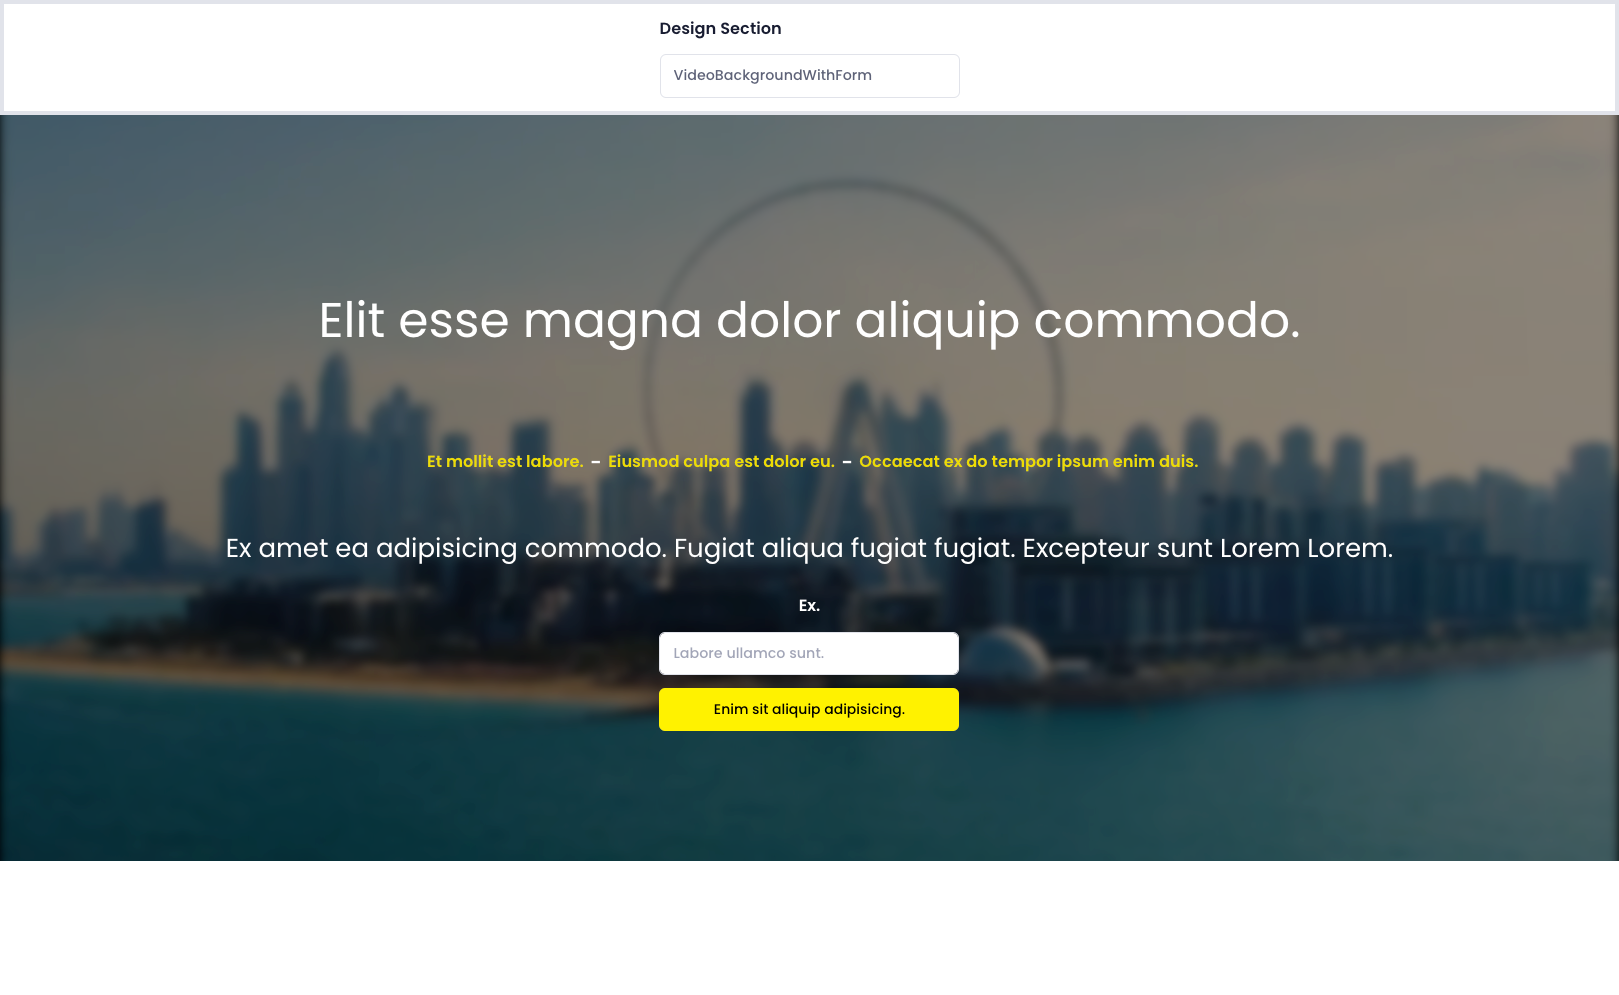 Design Section
VideoBackgroundWithForm
Elit esse magna dolor aliquip commodo.
Et mollit est labore. – Eiusmod culpa est dolor eu. – Occaecat ex do tempor ipsum enim duis.
Ex amet ea adipisicing commodo. Fugiat aliqua fugiat fugiat. Excepteur sunt Lorem Lorem.
Ex.
Labore ullamco sunt.
Enim sit aliquip adipisicing.